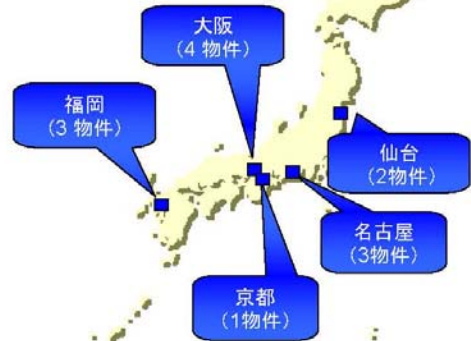 大阪
(4 物件)
福岡
(3 物件)
仙台
(2物件)
名古屋
(3物件)
京都
(1物件)